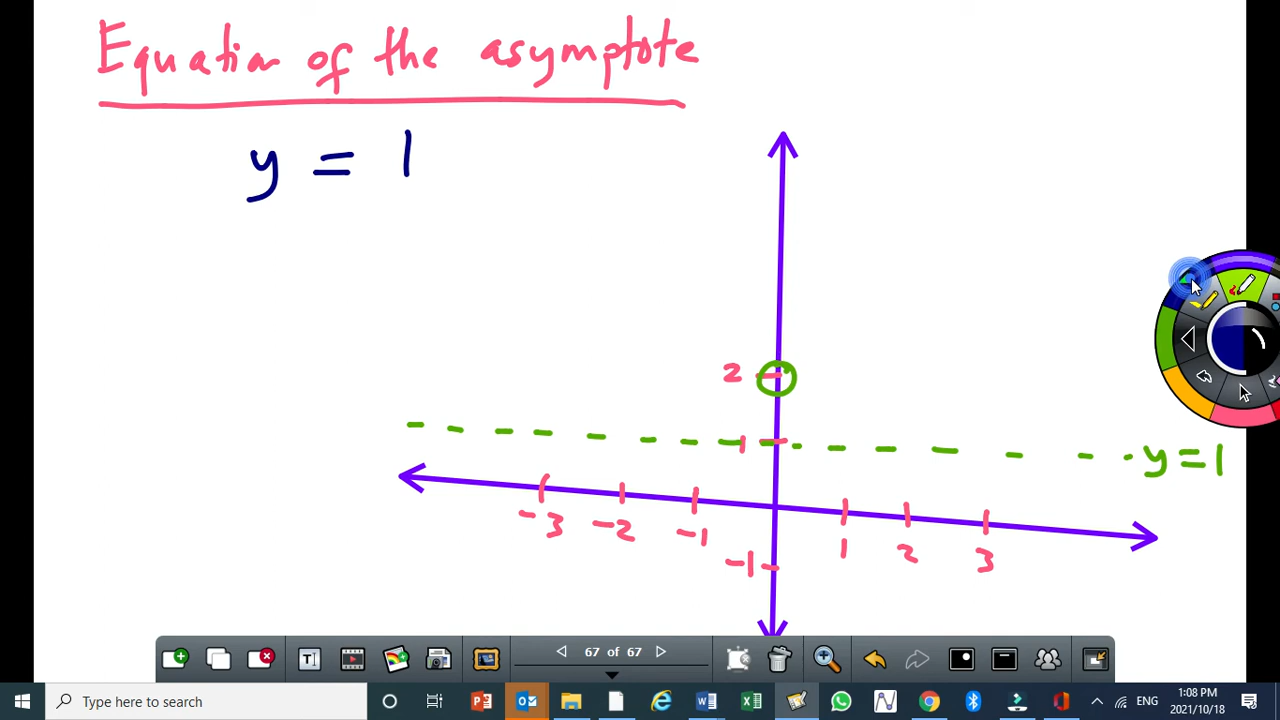 Equation of the asymptote
y = 1
2
1
y = 1
-3 -2 -1 1 2 3
-1
T
67 of 67
Type here to search
ENG
1:08 PM
2021/10/18